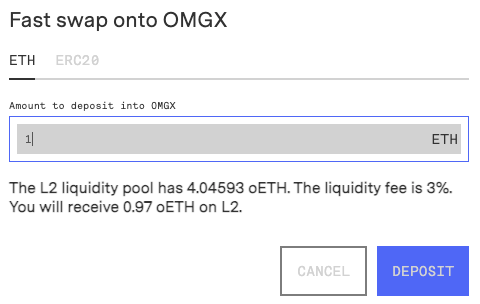 Fast swap onto OMGX
ETH ERC20
Amount to deposit into OMGX
1 ETH
The L2 liquidity pool has 4.04593 oETH. The liquidity fee is 3%.
You will receive 0.97 oETH on L2.
CANCEL DEPOSIT